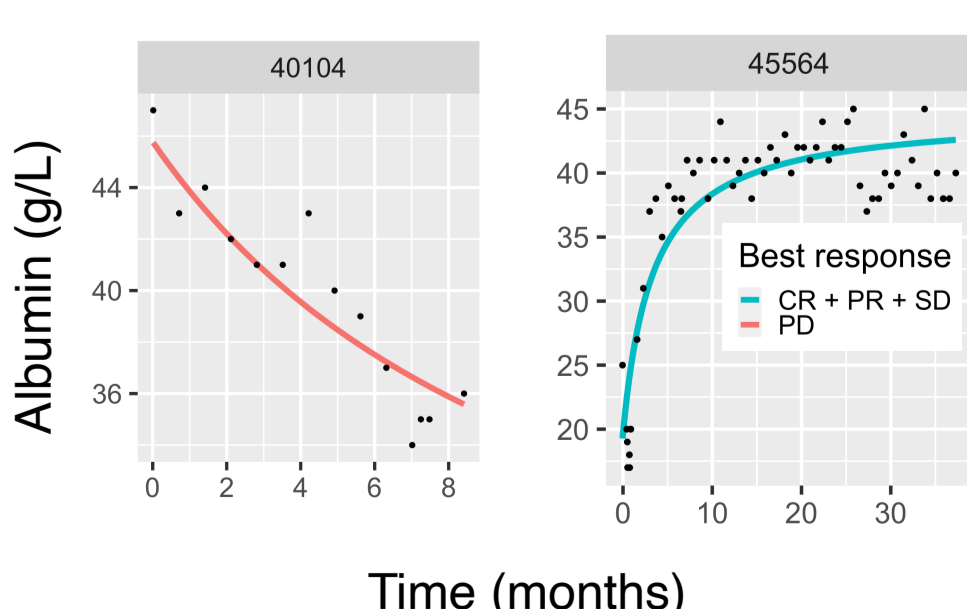 40104
45564
Albumin (g/L)
44
40
36
0 2 4 6 8
45
40
35
30
25
20
0 10 20 30
Best response
CR + PR + SD
PD
Time (months)